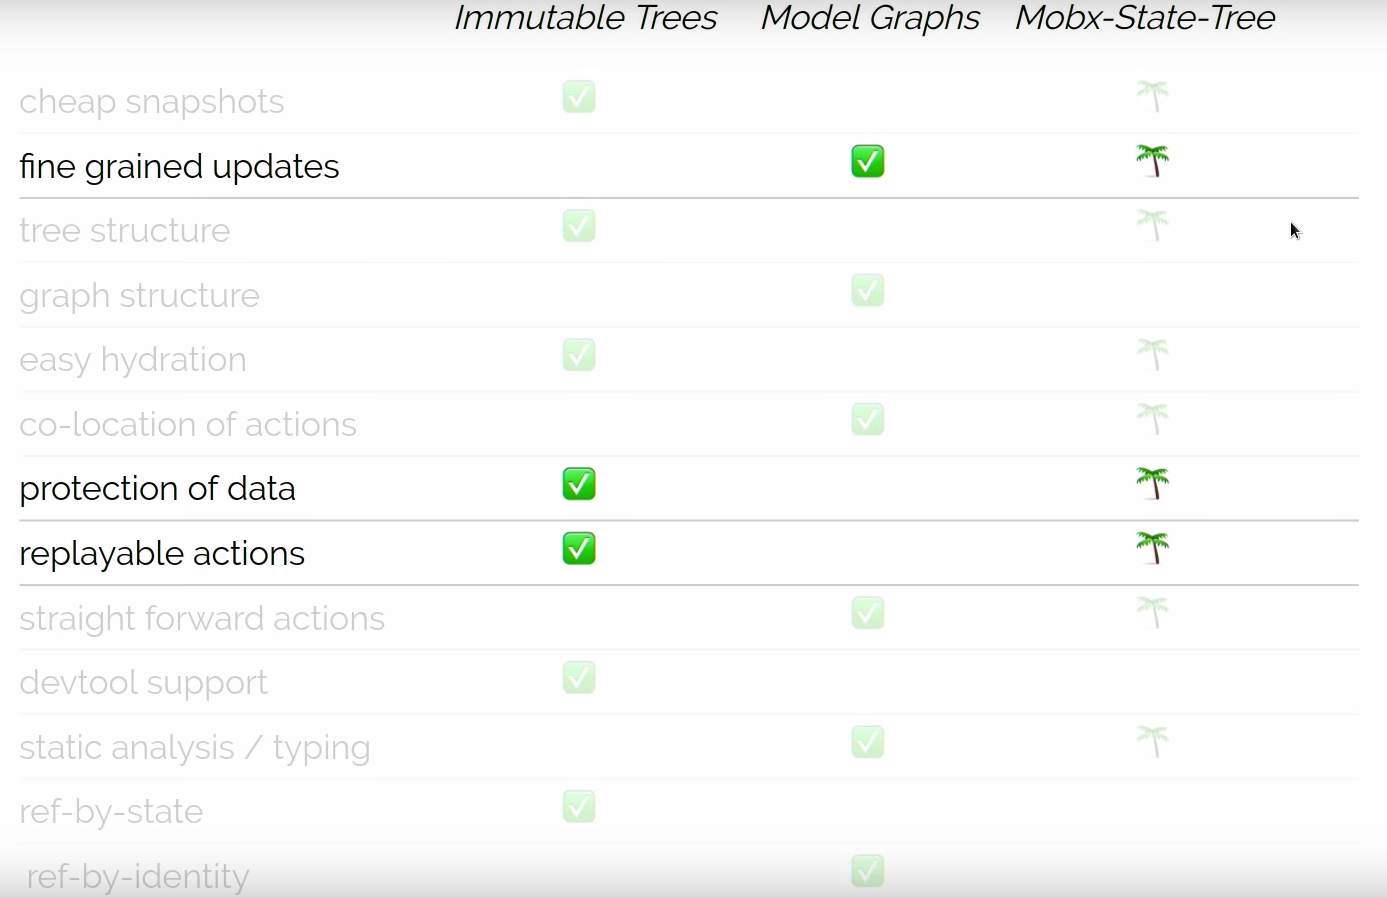 Immutable Trees Model Graphs Mobx-State-Tree
cheap snapshots ✅ 🌴
fine grained updates ✅ 🌴
tree structure ✅ 🌴
graph structure ✅
easy hydration ✅ 🌴
co-location of actions ✅ 🌴
protection of data ✅ 🌴
replayable actions ✅ 🌴
straight forward actions ✅ 🌴
devtool support ✅
static analysis / typing ✅ 🌴
ref-by-state ✅
ref-by-identity ✅